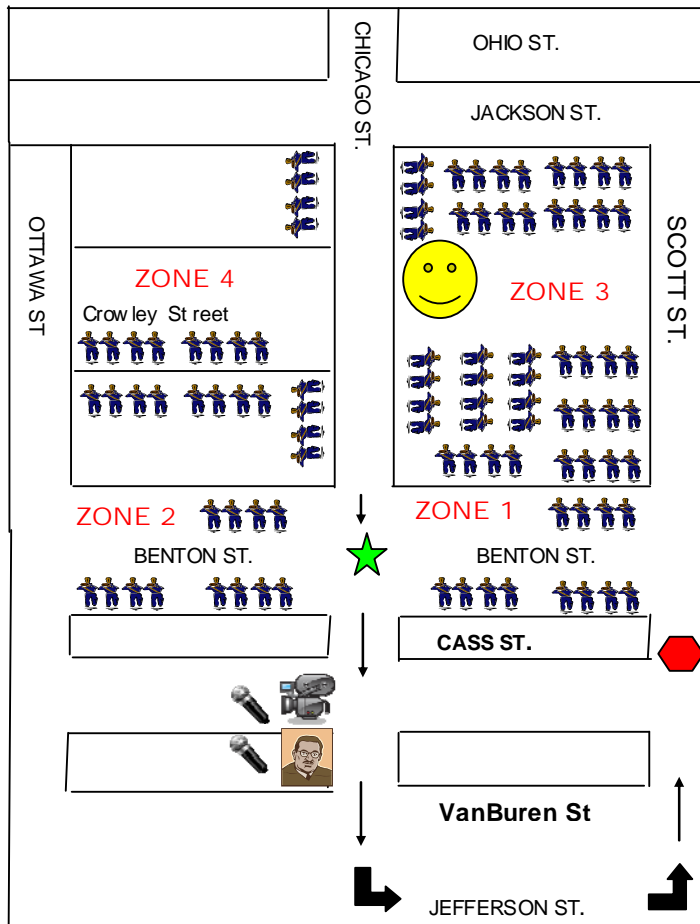 OHIO ST.
CHICAGO ST.
JACKSON ST.
OTTAWA ST
SCOTT ST.
ZONE 4
ZONE 3
Crowley Street
ZONE 2
ZONE 1
BENTON ST.
BENTON ST.
CASS ST.
VanBuren St
JEFFERSON ST.